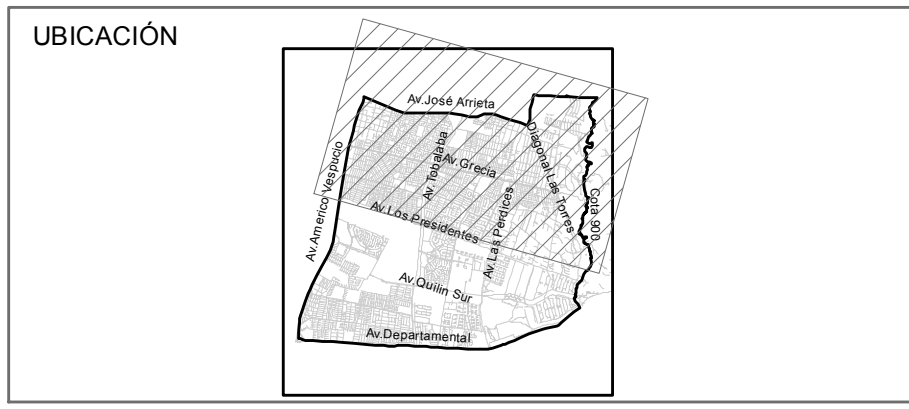 UBICACIÓN
Av.José Arrieta
Diagonal Las Torres
Av.Tobalaba
Av.Grecia
Av.Americo Vespucio
Av.Las Perdices
Cota 900
Av.Los Presidentes
Av.Quilin Sur
Av.Departamental